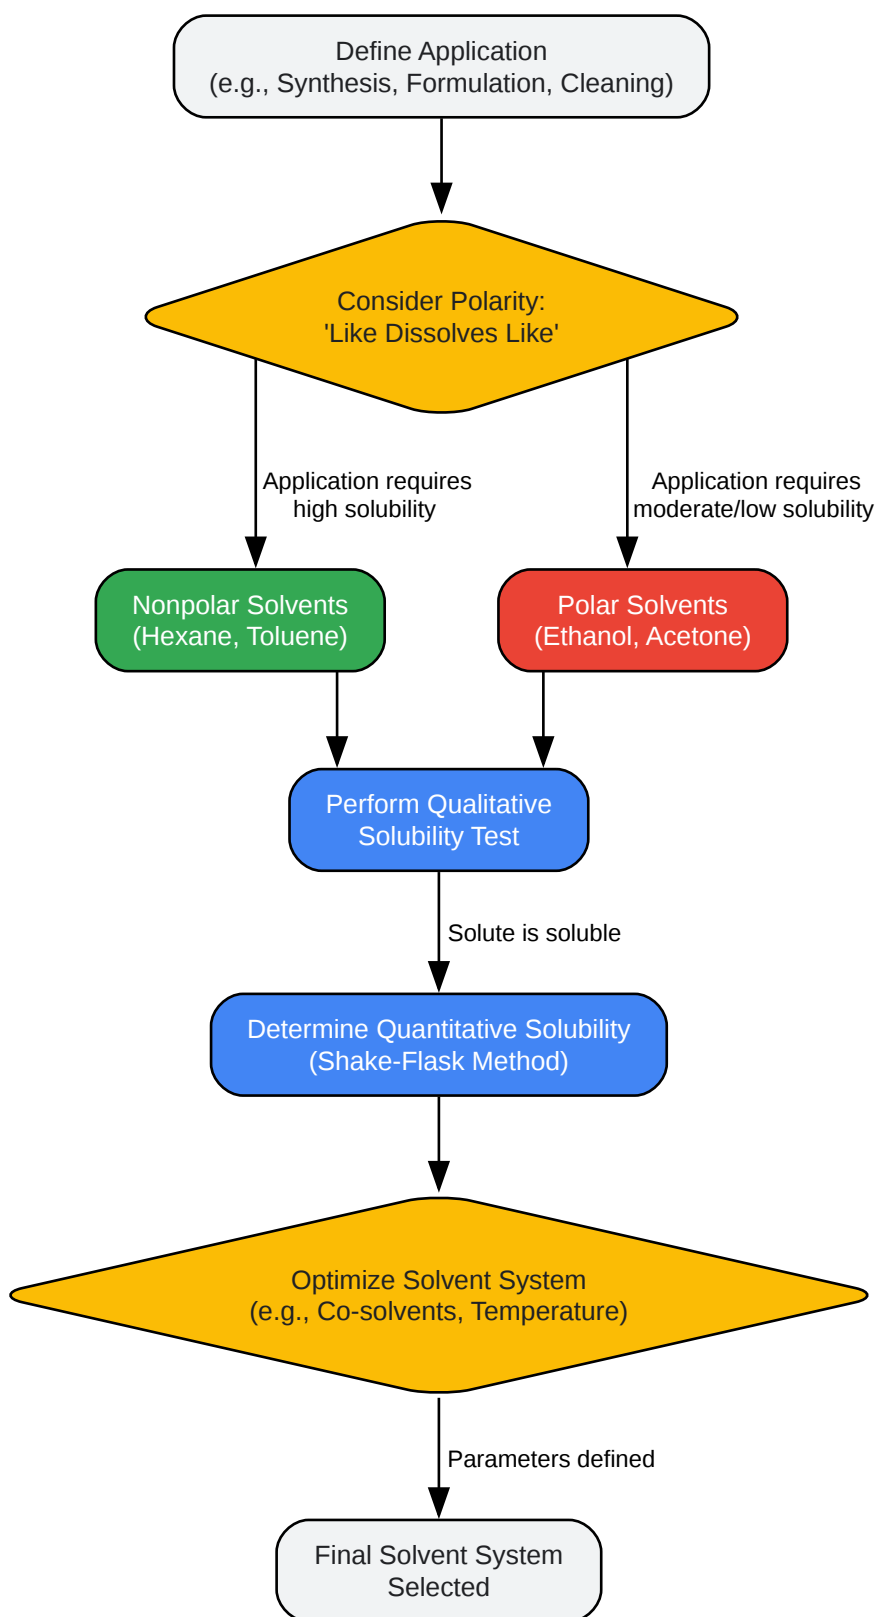 Define Application
(e.g., Synthesis, Formulation, Cleaning)
Consider Polarity:
'Like Dissolves Like'
Application requires
high solubility
Application requires
moderate/low solubility
Nonpolar Solvents
(Hexane, Toluene)
Polar Solvents
(Ethanol, Acetone)
Perform Qualitative
Solubility Test
Solute is soluble
Determine Quantitative Solubility
(Shake-Flask Method)
Optimize Solvent System
(e.g., Co-solvents, Temperature)
Parameters defined
Final Solvent System
Selected